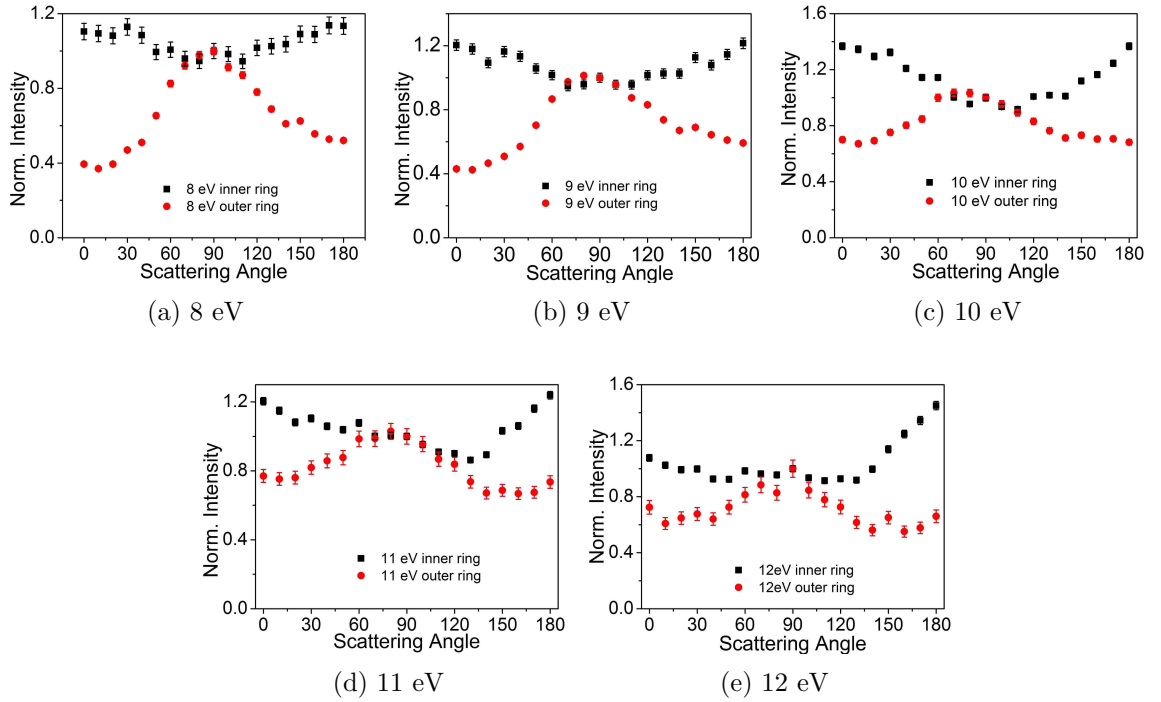 1.2
0.8
0.4
0.0
Norm. Intensity
8 eV inner ring
8 eV outer ring
0 30 60 90 120 150 180
Scattering Angle
(a) 8 eV
1.2
0.8
0.4
0.0
Norm. Intensity
9 eV inner ring
9 eV outer ring
0 30 60 90 120 150 180
Scattering Angle
(b) 9 eV
1.6
1.2
0.8
0.4
0.0
Norm. Intensity
10 eV inner ring
10 eV outer ring
0 30 60 90 120 150 180
Scattering Angle
(c) 10 eV
1.2
0.8
0.4
0.0
Norm. Intensity
11 eV inner ring
11 eV outer ring
0 30 60 90 120 150 180
Scattering Angle
(d) 11 eV
1.6
1.2
0.8
0.4
0.0
Norm. Intensity
12eV inner ring
12eV outer ring
0 30 60 90 120 150 180
Scattering Angle
(e) 12 eV